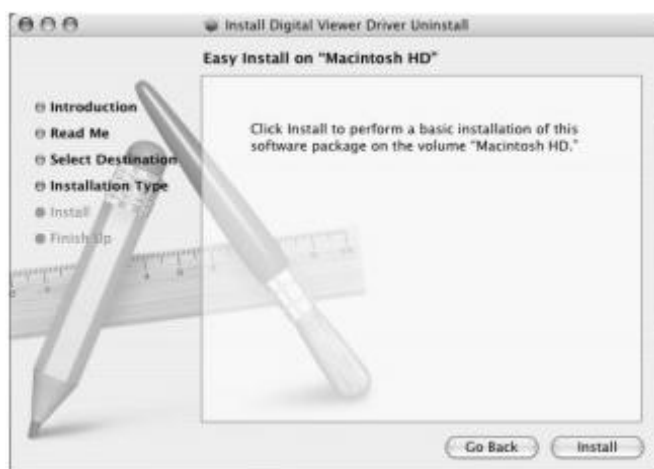 Install Digital Viewer Driver Uninstall
Easy Install on "Macintosh HD"
Introduction
Read Me
Select Destination
Installation Type
Install
Finish Up
Click Install to perform a basic installation of this
software package on the volume "Macintosh HD."
Go Back
Install